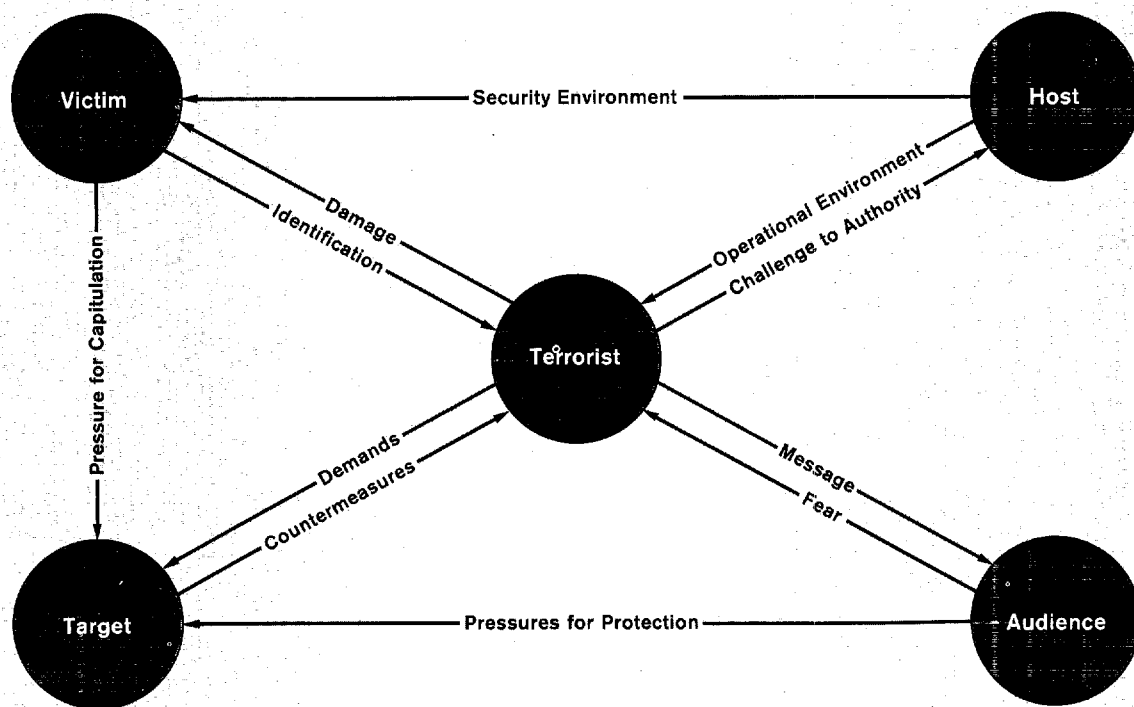 Victim
Security Environment
Host
Damage
Identification
Operational Environment
Challenge to Authority
Pressure for Capitulation
Terrorist
Demands
Countermeasures
Message
Fear
Target
Pressures for Protection
Audience